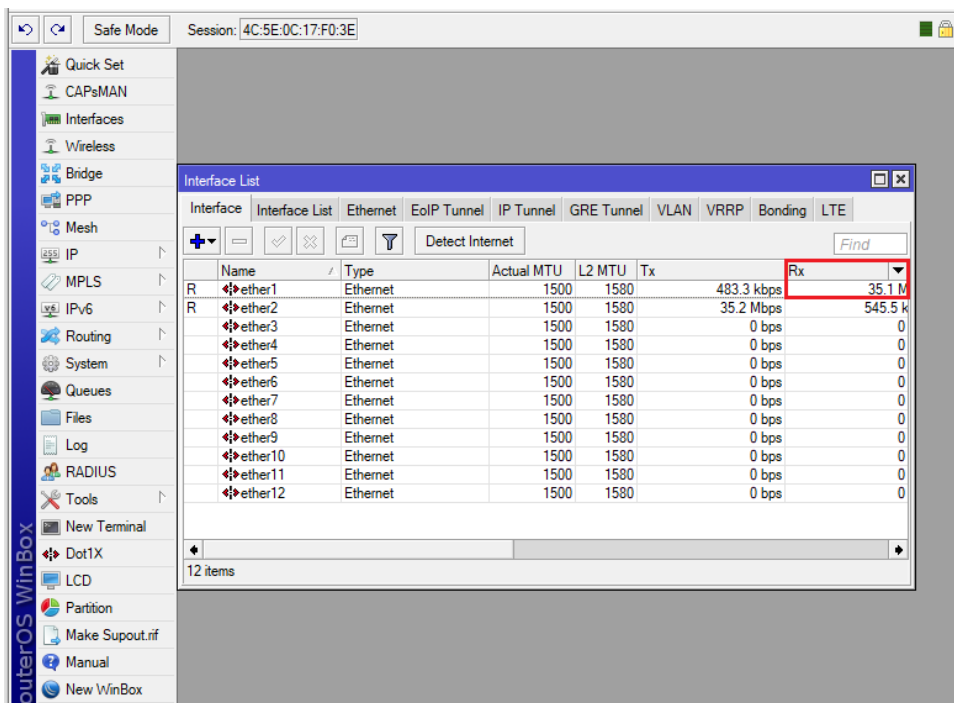 Safe Mode Session: 4C:5E:0C:17:F0:3E
Quick Set
CAPsMAN
Interfaces
Wireless
Bridge
PPP
Mesh
255 IP
MPLS
v6 IPv6
Routing
System
Queues
Files
Log
RADIUS
Tools
New Terminal
Dot1X
LCD
Partition
Make Supout.rif
Manual
New WinBox
outerOS WinBox
Interface List
Interface Interface List Ethernet EoIP Tunnel IP Tunnel GRE Tunnel VLAN VRRP Bonding LTE
Detect Internet Find
Name Type Actual MTU L2 MTU Tx Rx
R ether1 Ethernet 1500 1580 483.3 kbps 35.1 M
R ether2 Ethernet 1500 1580 35.2 Mbps 545.5 k
ether3 Ethernet 1500 1580 0 bps 0
ether4 Ethernet 1500 1580 0 bps 0
ether5 Ethernet 1500 1580 0 bps 0
ether6 Ethernet 1500 1580 0 bps 0
ether7 Ethernet 1500 1580 0 bps 0
ether8 Ethernet 1500 1580 0 bps 0
ether9 Ethernet 1500 1580 0 bps 0
ether10 Ethernet 1500 1580 0 bps 0
ether11 Ethernet 1500 1580 0 bps 0
ether12 Ethernet 1500 1580 0 bps 0
12 items